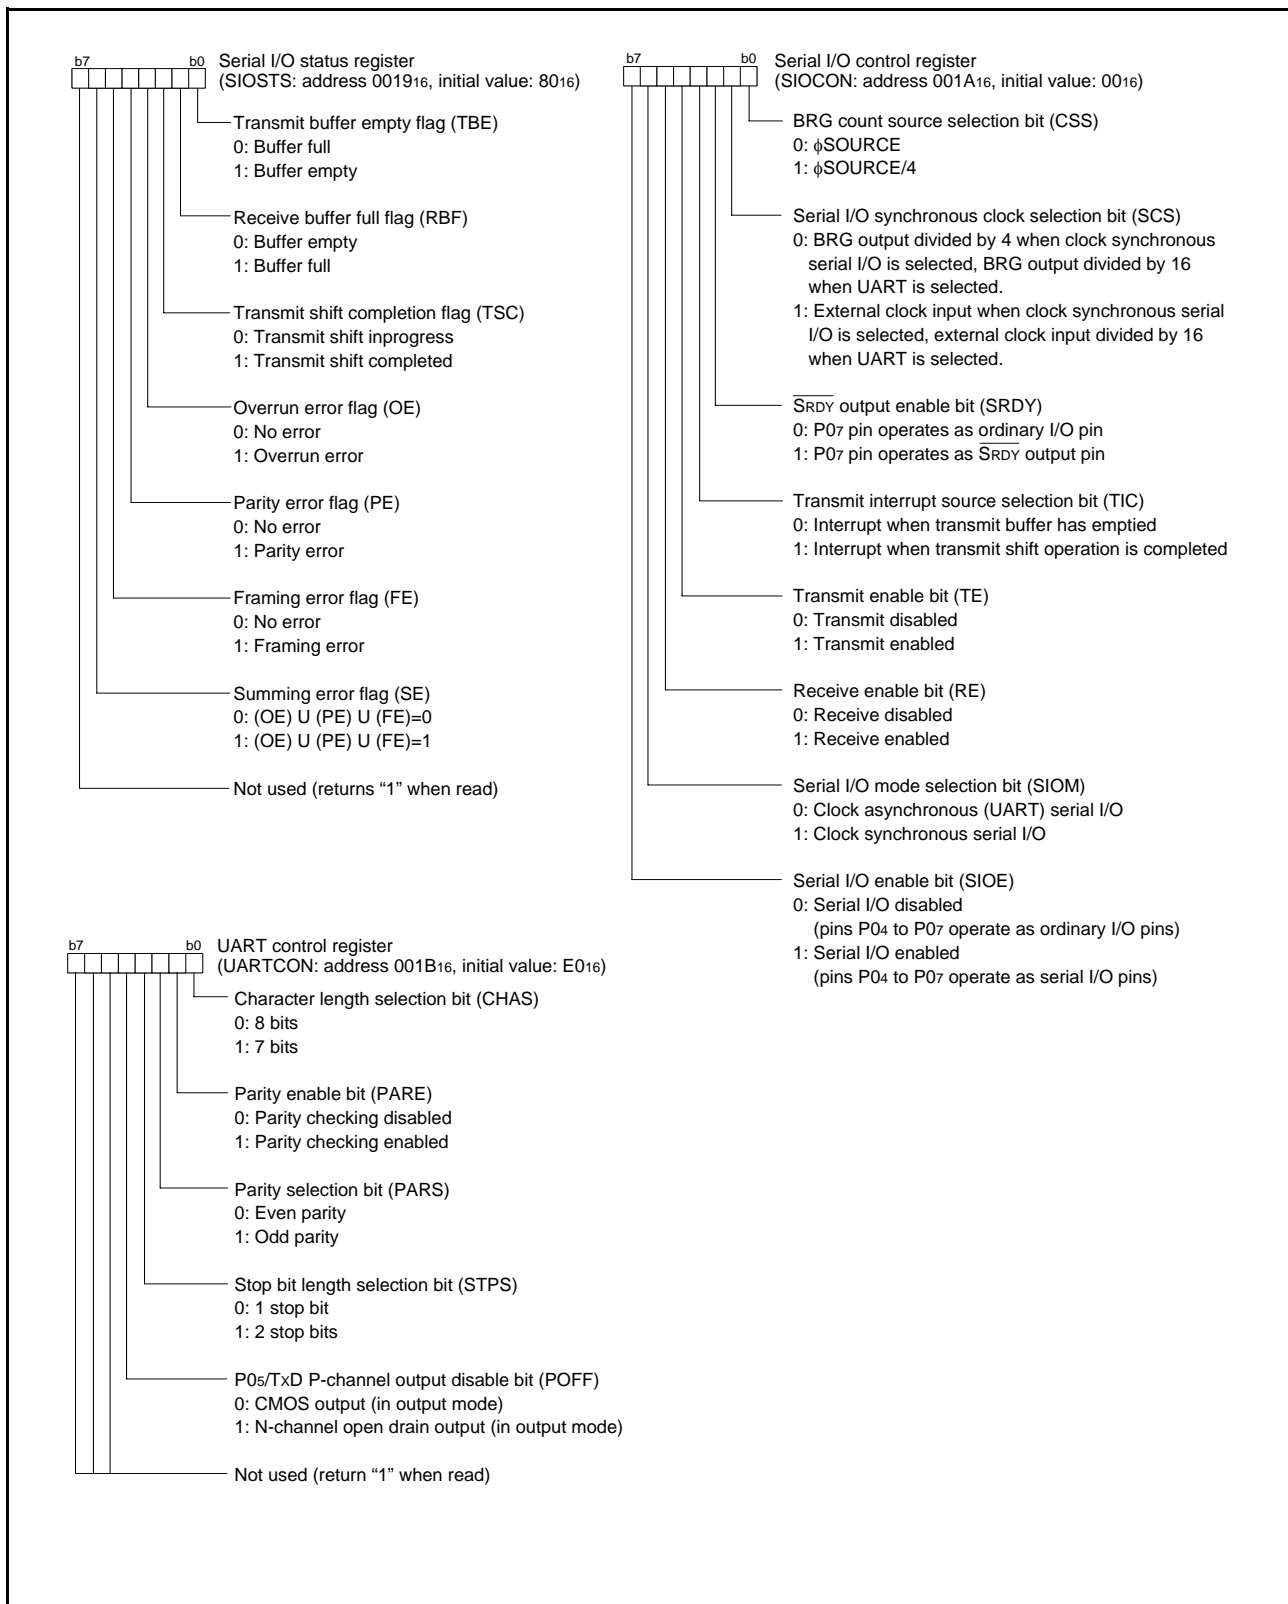 b7 b0 Serial I/O status register
(SIOSTS: address 001916, initial value: 8016)
Transmit buffer empty flag (TBE)
0: Buffer full
1: Buffer empty
Receive buffer full flag (RBF)
0: Buffer empty
1: Buffer full
Transmit shift completion flag (TSC)
0: Transmit shift inprogress
1: Transmit shift completed
Overrun error flag (OE)
0: No error
1: Overrun error
Parity error flag (PE)
0: No error
1: Parity error
Framing error flag (FE)
0: No error
1: Framing error
Summing error flag (SE)
0: (OE) U (PE) U (FE)=0
1: (OE) U (PE) U (FE)=1
Not used (returns “1” when read)
b7 b0 UART control register
(UARTCON: address 001B16, initial value: E016)
Character length selection bit (CHAS)
0: 8 bits
1: 7 bits
Parity enable bit (PARE)
0: Parity checking disabled
1: Parity checking enabled
Parity selection bit (PARS)
0: Even parity
1: Odd parity
Stop bit length selection bit (STPS)
0: 1 stop bit
1: 2 stop bits
P05/TxD P-channel output disable bit (POFF)
0: CMOS output (in output mode)
1: N-channel open drain output (in output mode)
Not used (return “1” when read)
b7 b0 Serial I/O control register
(SIOCON: address 001A16, initial value: 0016)
BRG count source selection bit (CSS)
0: ϕSOURCE
1: ϕSOURCE/4
Serial I/O synchronous clock selection bit (SCS)
0: BRG output divided by 4 when clock synchronous
serial I/O is selected, BRG output divided by 16
when UART is selected.
1: External clock input when clock synchronous serial
I/O is selected, external clock input divided by 16
when UART is selected.
SRDY output enable bit (SRDY)
0: P07 pin operates as ordinary I/O pin
1: P07 pin operates as SRDY output pin
Transmit interrupt source selection bit (TIC)
0: Interrupt when transmit buffer has emptied
1: Interrupt when transmit shift operation is completed
Transmit enable bit (TE)
0: Transmit disabled
1: Transmit enabled
Receive enable bit (RE)
0: Receive disabled
1: Receive enabled
Serial I/O mode selection bit (SIOM)
0: Clock asynchronous (UART) serial I/O
1: Clock synchronous serial I/O
Serial I/O enable bit (SIOE)
0: Serial I/O disabled
(pins P04 to P07 operate as ordinary I/O pins)
1: Serial I/O enabled
(pins P04 to P07 operate as serial I/O pins)